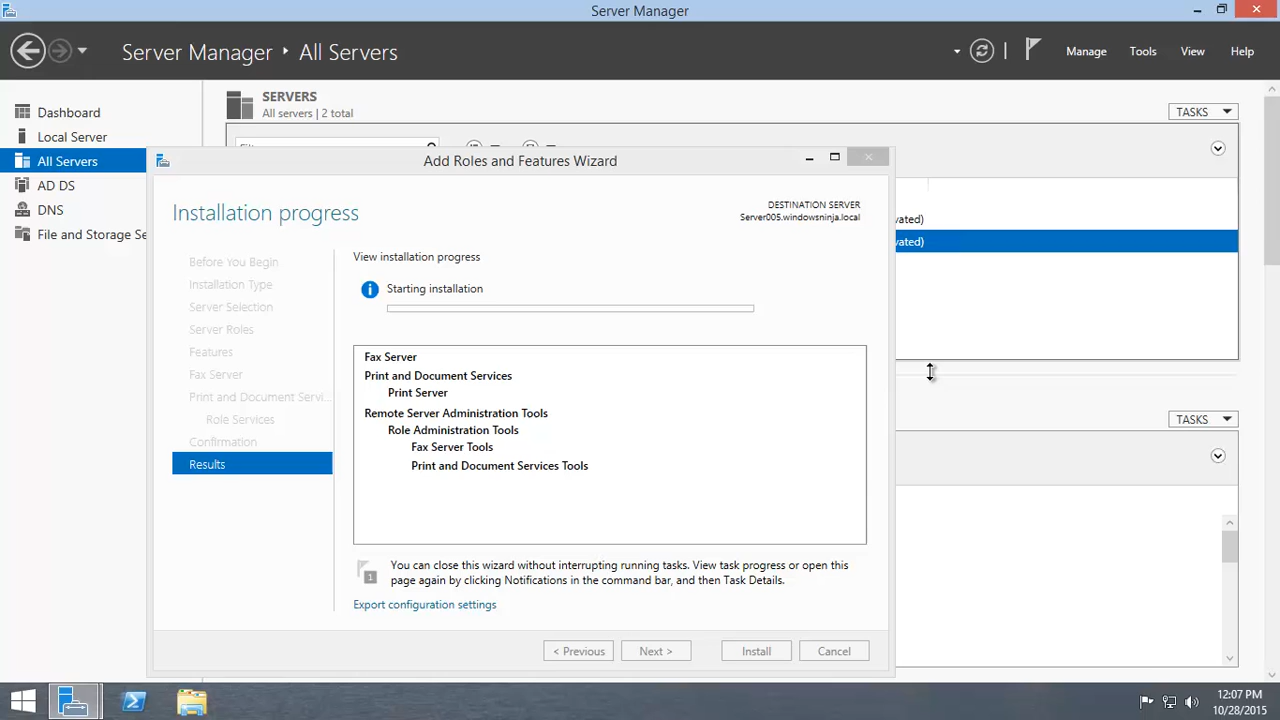 Server Manager
Server Manager ‣ All Servers
Manage
Tools
View
Help
Dashboard
Local Server
All Servers
AD DS
DNS
File and Storage Se
SERVERS
All servers | 2 total
TASKS
vated)
vated)
TASKS
Add Roles and Features Wizard
Installation progress
DESTINATION SERVER
Server005.windowsninja.local
Before You Begin
Installation Type
Server Selection
Server Roles
Features
Fax Server
Print and Document Servi...
Role Services
Confirmation
Results
View installation progress
Starting installation
Fax Server
Print and Document Services
Print Server
Remote Server Administration Tools
Role Administration Tools
Fax Server Tools
Print and Document Services Tools
1
You can close this wizard without interrupting running tasks. View task progress or open this
page again by clicking Notifications in the command bar, and then Task Details.
Export configuration settings
< Previous
Next >
Install
Cancel
12:07 PM
10/28/2015